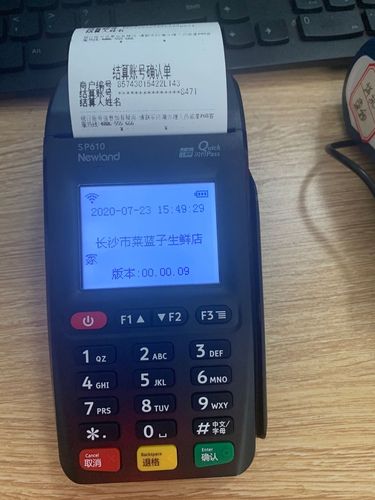 结算账号确认单
商户编号 85743015422L143
结算账号 ***************8471
结算人姓名
SP610
Newland
Quick
Pass
2020-07-23 15:49:29
长沙市菜蓝子生鲜店
家
版本:00.00.09
F1▲ ▼F2 F3
1 QZ 2 ABC 3 DEF
4 GHI 5 JKL 6 MNO
7 PRS 8 TUV 9 WXY
*. 0 # 中文/字母
Cancel 取消 Backspace 退格 Enter 确认